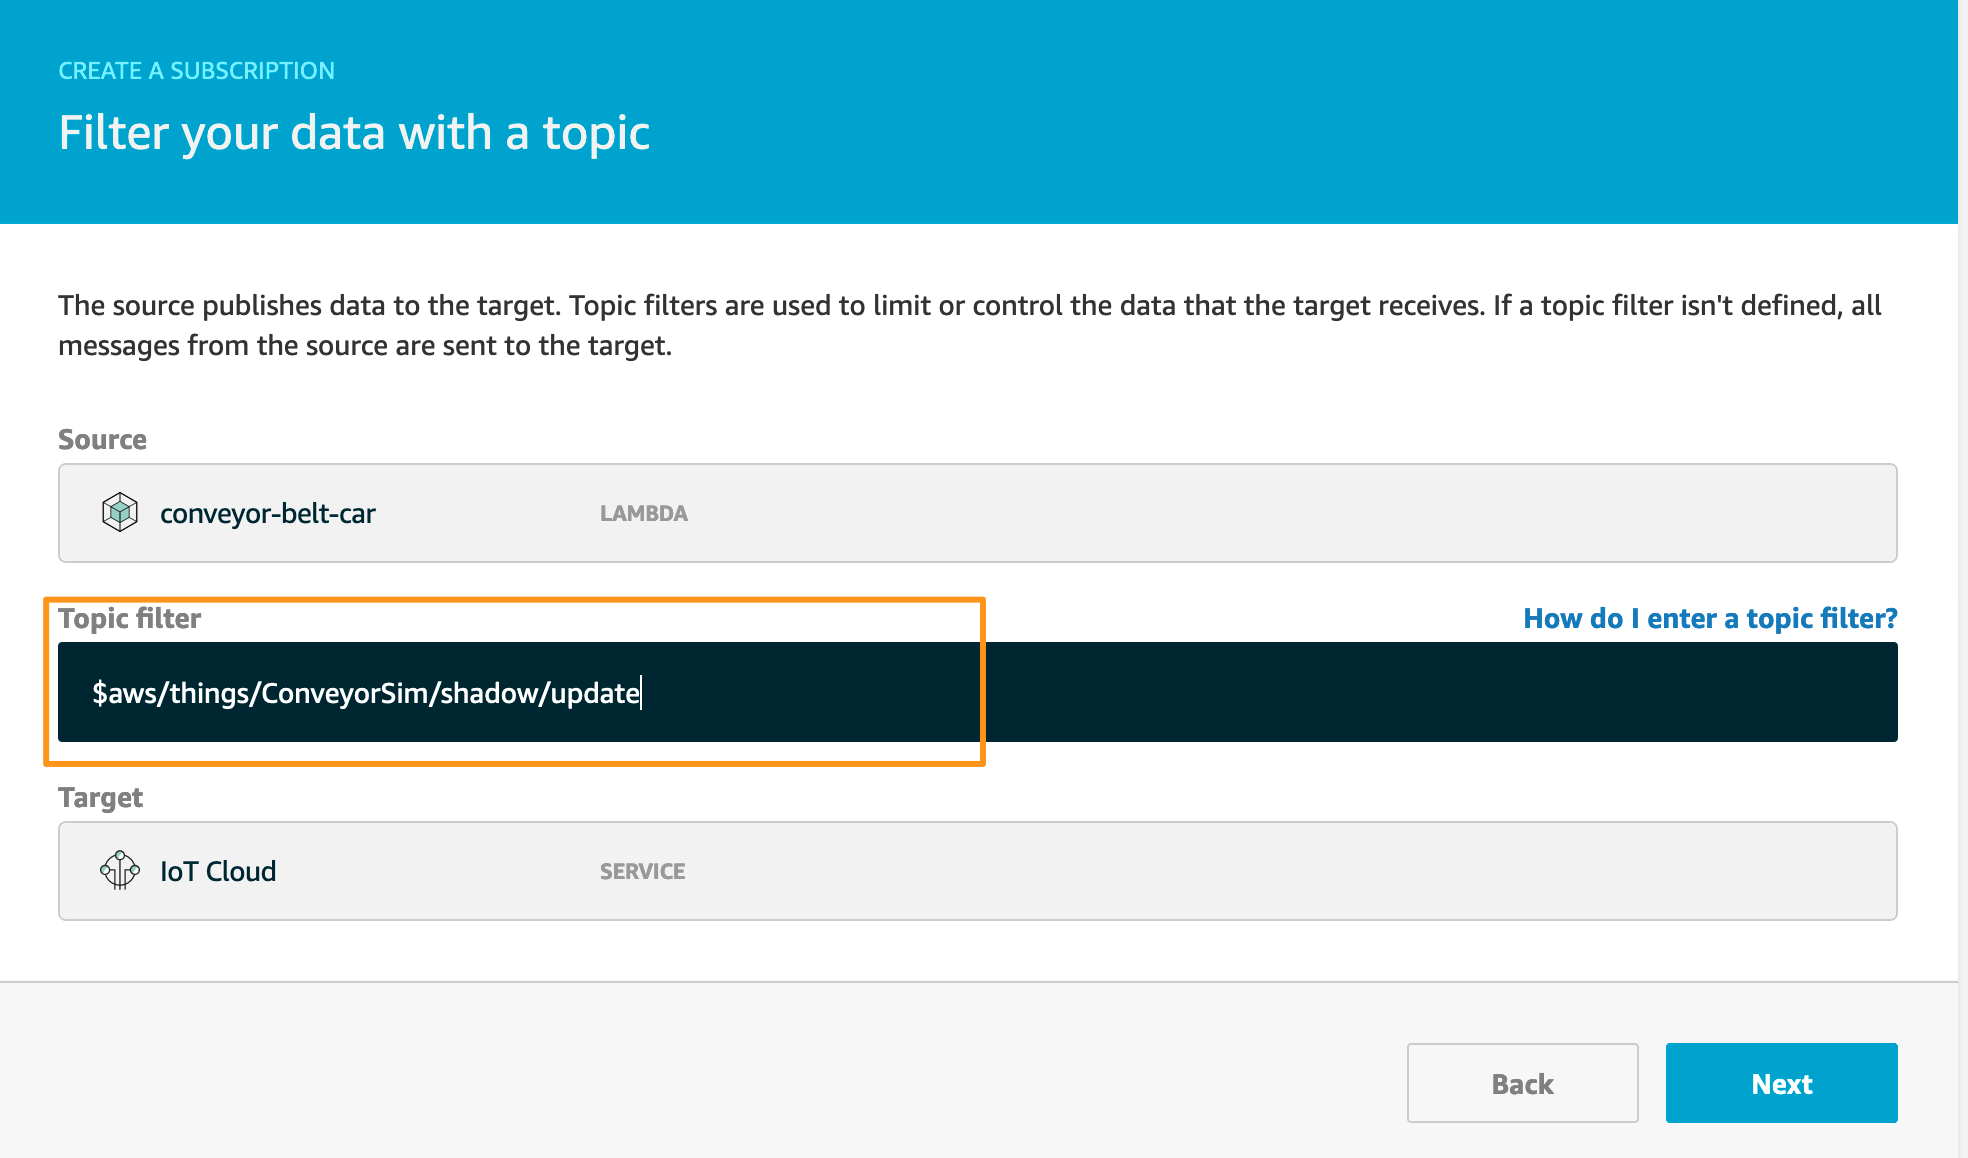 CREATE A SUBSCRIPTION
Filter your data with a topic
The source publishes data to the target. Topic filters are used to limit or control the data that the target receives. If a topic filter isn't defined, all
messages from the source are sent to the target.
Source
conveyor-belt-car LAMBDA
Topic filter How do I enter a topic filter?
$aws/things/ConveyorSim/shadow/update
Target
IoT Cloud SERVICE
Back Next